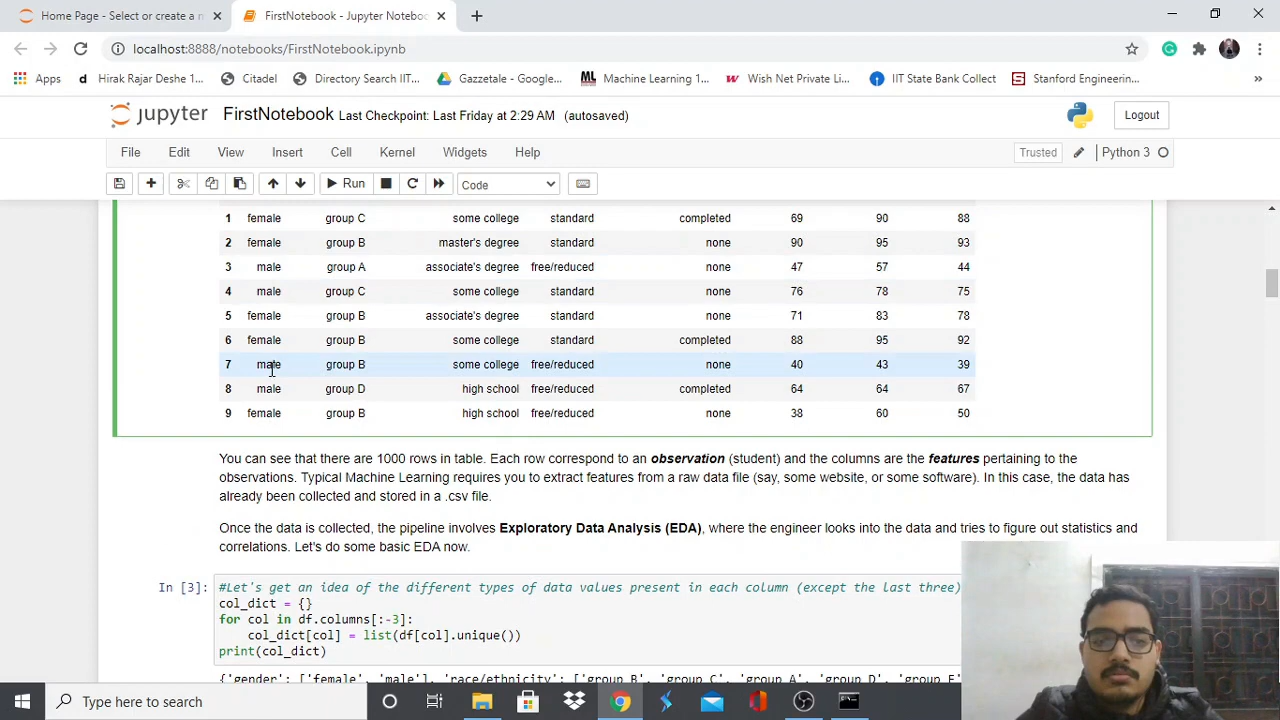 Home Page - Select or create a n
FirstNotebook - Jupyter Noteboo
localhost:8888/notebooks/FirstNotebook.ipynb
Apps
d Hirak Rajar Deshe 1...
Citadel
Directory Search IIT...
Gazzetale - Google...
ML Machine Learning 1...
Wish Net Private Li...
IIT State Bank Collect
Stanford Engineerin...
»
jupyter FirstNotebook Last Checkpoint: Last Friday at 2:29 AM (autosaved)
Logout
File Edit View Insert Cell Kernel Widgets Help
Trusted Python 3
Run Code
1 female group C some college standard completed 69 90 88
2 female group B master's degree standard none 90 95 93
3 male group A associate's degree free/reduced none 47 57 44
4 male group C some college standard none 76 78 75
5 female group B associate's degree standard none 71 83 78
6 female group B some college standard completed 88 95 92
7 male group B some college free/reduced none 40 43 39
8 male group D high school free/reduced completed 64 64 67
9 female group B high school free/reduced none 38 60 50
You can see that there are 1000 rows in table. Each row correspond to an observation (student) and the columns are the features pertaining to the
observations. Typical Machine Learning requires you to extract features from a raw data file (say, some website, or some software). In this case, the data has
already been collected and stored in a .csv file.
Once the data is collected, the pipeline involves Exploratory Data Analysis (EDA), where the engineer looks into the data and tries to figure out statistics and
correlations. Let's do some basic EDA now.
In [3]:
#Let's get an idea of the different types of data values present in each column (except the last three)
col_dict = {}
for col in df.columns[:-3]:
col_dict[col] = list(df[col].unique())
print(col_dict)
{'gender': ['female', 'male'], 'race/ethnicity': ['group B', 'group C', 'group A', 'group D', 'group E'
Type here to search